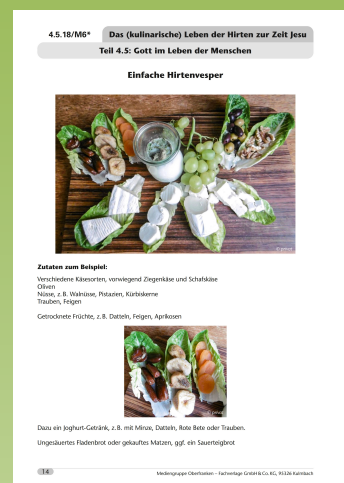 4.5.18/M6*
Das (kulinarische) Leben der Hirten zur Zeit Jesu
Teil 4.5: Gott im Leben der Menschen
Einfache Hirtenvesper
© privat
Zutaten zum Beispiel:
Verschiedene Käsesorten, vorwiegend Ziegenkäse und Schafskäse
Oliven
Nüsse, z. B. Walnüsse, Pistazien, Kürbiskerne
Trauben, Feigen
Getrocknete Früchte, z. B. Datteln, Feigen, Aprikosen
© privat
Dazu ein Joghurt-Getränk, z. B. mit Minze, Datteln, Rote Bete oder Trauben.
Ungesäuertes Fladenbrot oder gekauftes Matzen, ggf. ein Sauerteigbrot
14
Mediengruppe Oberfranken – Fachverlage GmbH & Co. KG, 95326 Kulmbach